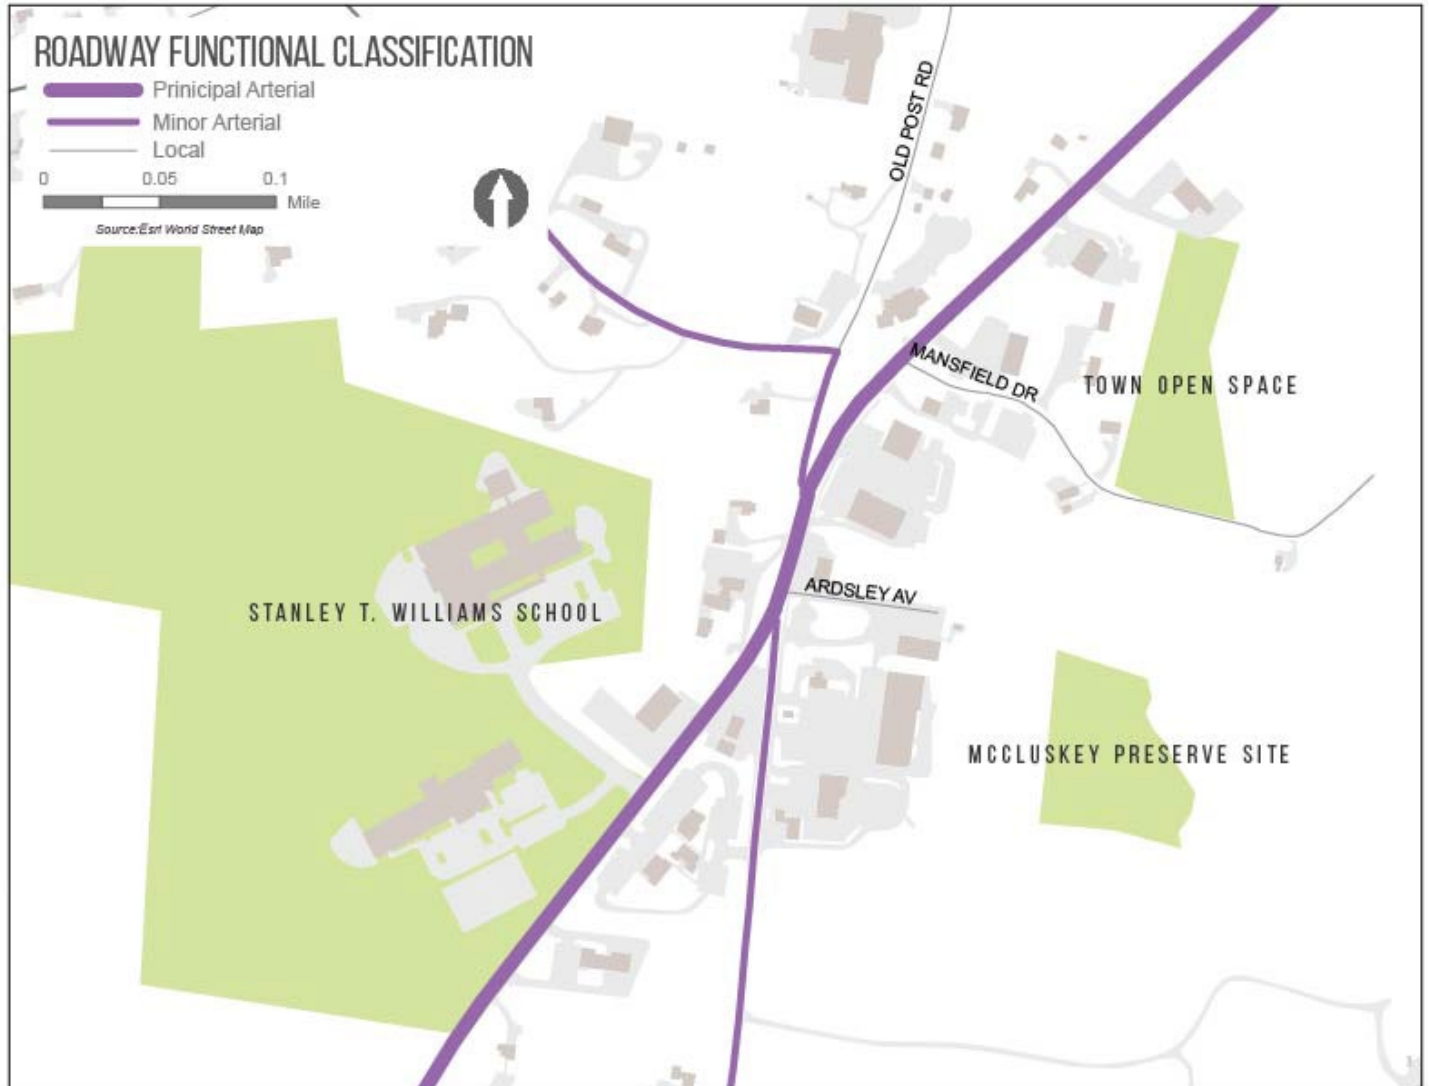 ROADWAY FUNCTIONAL CLASSIFICATION
Prinicipal Arterial
Minor Arterial
Local
0 0.05 0.1
Mile
Source:Esri World Street Map
OLD POST RD
MANSFIELD DR
TOWN OPEN SPACE
ARDSLEY AV
STANLEY T. WILLIAMS SCHOOL
MCCLUSKEY PRESERVE SITE